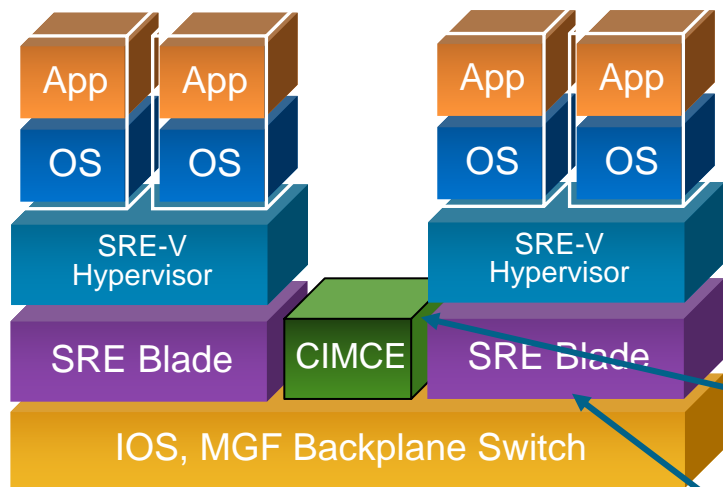 App App App App
OS OS OS OS
SRE-V
Hypervisor
SRE-V
Hypervisor
SRE Blade CIMCE SRE Blade
IOS, MGF Backplane Switch